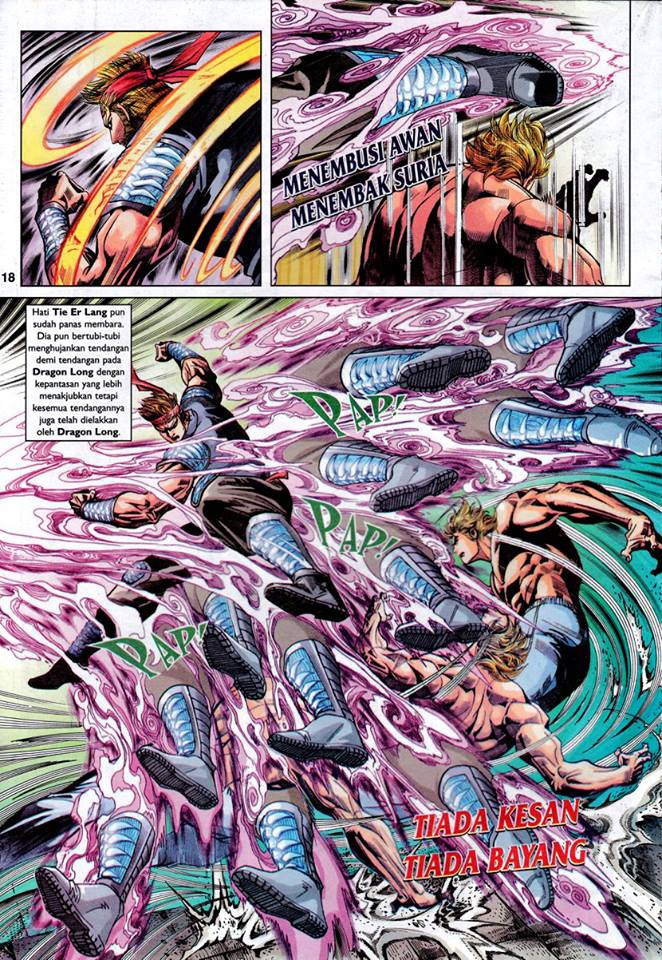 MENEMBUSI AWAN
MENEMBAK SURIA
18
Hati Tie Er Lang pun
sudah panas membara.
Dia pun bertubi-tubi
menghujankan tendangan
demi tendangan pada
Dragon Long dengan
kepantasan yang lebih
menakjubkan tetapi
kesemua tendangannya
juga telah dielakkan
oleh Dragon Long.
PAP!
PAP!
PAP!
TIADA KESAN
TIADA BAYANG